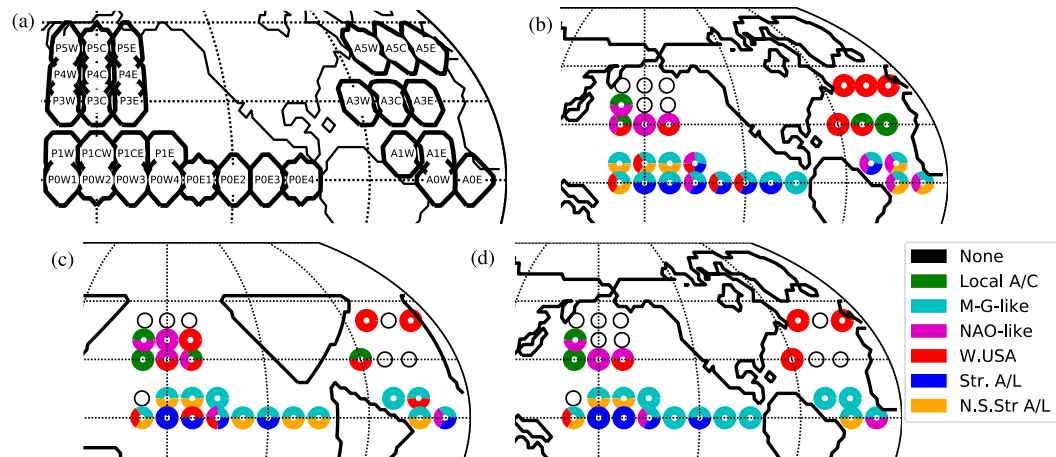 (a)
P5W P5C P5E
P4W P4C P4E
P3W P3C P3E
P1W P1CW P1CE P1E
P0W1 P0W2 P0W3 P0W4 P0E1 P0E2 P0E3 P0E4
A5W A5C A5E
A3W A3C A3E
A1W A1E
A0W A0E
(b)
(c)
(d)
None
Local A/C
M-G-like
NAO-like
W.USA
Str. A/L
N.S.Str A/L